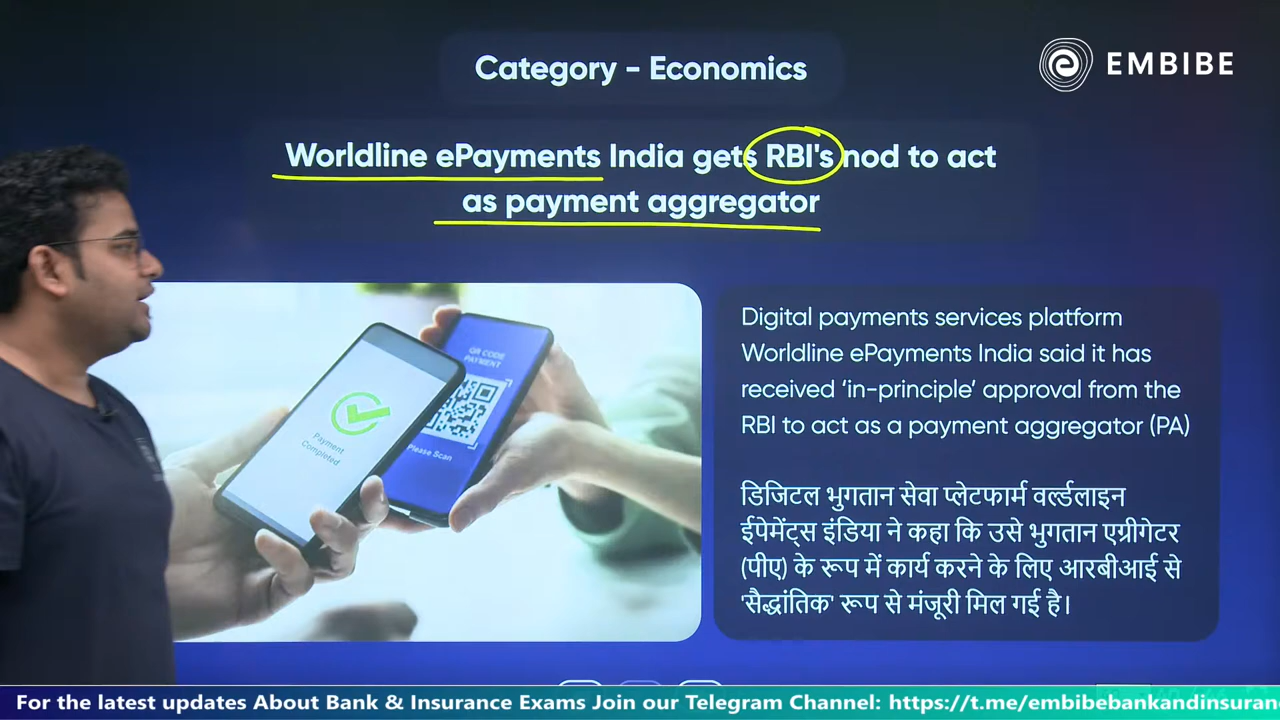 Category - Economics
EMBIBE
Worldline ePayments India gets RBI's nod to act
as payment aggregator
QR CODE
PAYMENT
Please Scan
Payment
Completed
Digital payments services platform
Worldline ePayments India said it has
received ‘in-principle’ approval from the
RBI to act as a payment aggregator (PA)
डिजिटल भुगतान सेवा प्लेटफार्म वर्ल्डलाइन
ईपेमेंट्स इंडिया ने कहा कि उसे भुगतान एग्रीगेटर
(पीए) के रूप में कार्य करने के लिए आरबीआई से
'सैद्धांतिक' रूप से मंजूरी मिल गई है।
For the latest updates About Bank & Insurance Exams Join our Telegram Channel: https://t.me/embibebankandinsuran